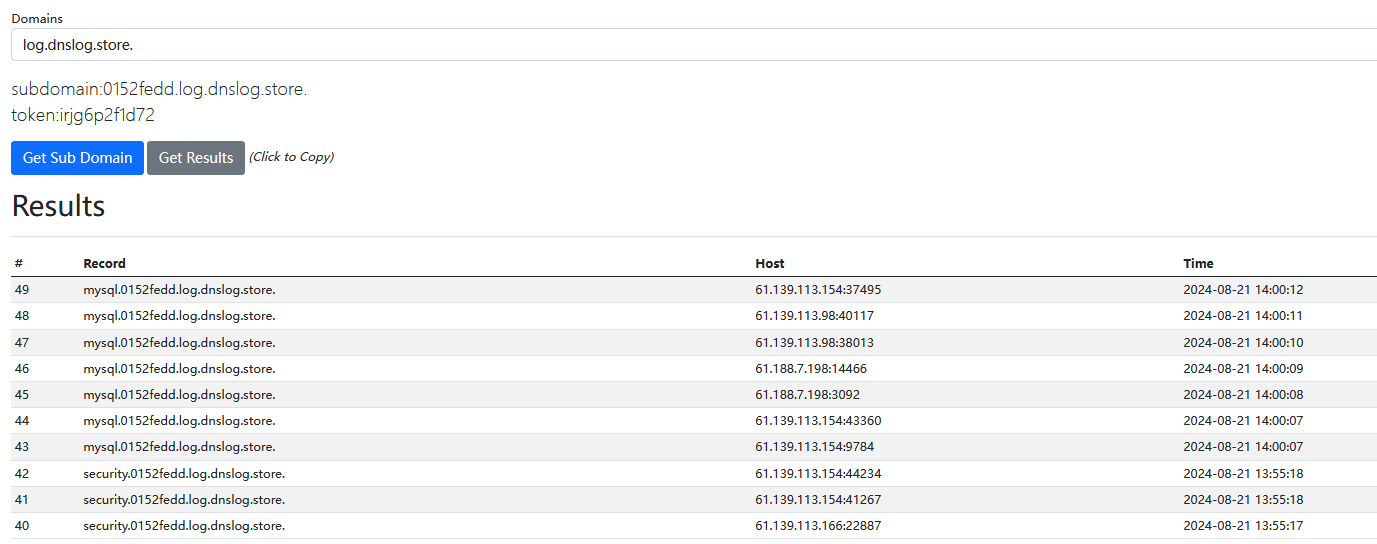 Domains
log.dnslog.store.
subdomain:0152fedd.log.dnslog.store.
token:irjg6p2f1d72
Get Sub Domain Get Results (Click to Copy)
Results
# Record Host Time
49 mysql.0152fedd.log.dnslog.store. 61.139.113.154:37495 2024-08-21 14:00:12
48 mysql.0152fedd.log.dnslog.store. 61.139.113.98:40117 2024-08-21 14:00:11
47 mysql.0152fedd.log.dnslog.store. 61.139.113.98:38013 2024-08-21 14:00:10
46 mysql.0152fedd.log.dnslog.store. 61.188.7.198:14466 2024-08-21 14:00:09
45 mysql.0152fedd.log.dnslog.store. 61.188.7.198:3092 2024-08-21 14:00:08
44 mysql.0152fedd.log.dnslog.store. 61.139.113.154:43360 2024-08-21 14:00:07
43 mysql.0152fedd.log.dnslog.store. 61.139.113.154:9784 2024-08-21 14:00:07
42 security.0152fedd.log.dnslog.store. 61.139.113.154:44234 2024-08-21 13:55:18
41 security.0152fedd.log.dnslog.store. 61.139.113.154:41267 2024-08-21 13:55:18
40 security.0152fedd.log.dnslog.store. 61.139.113.166:22887 2024-08-21 13:55:17